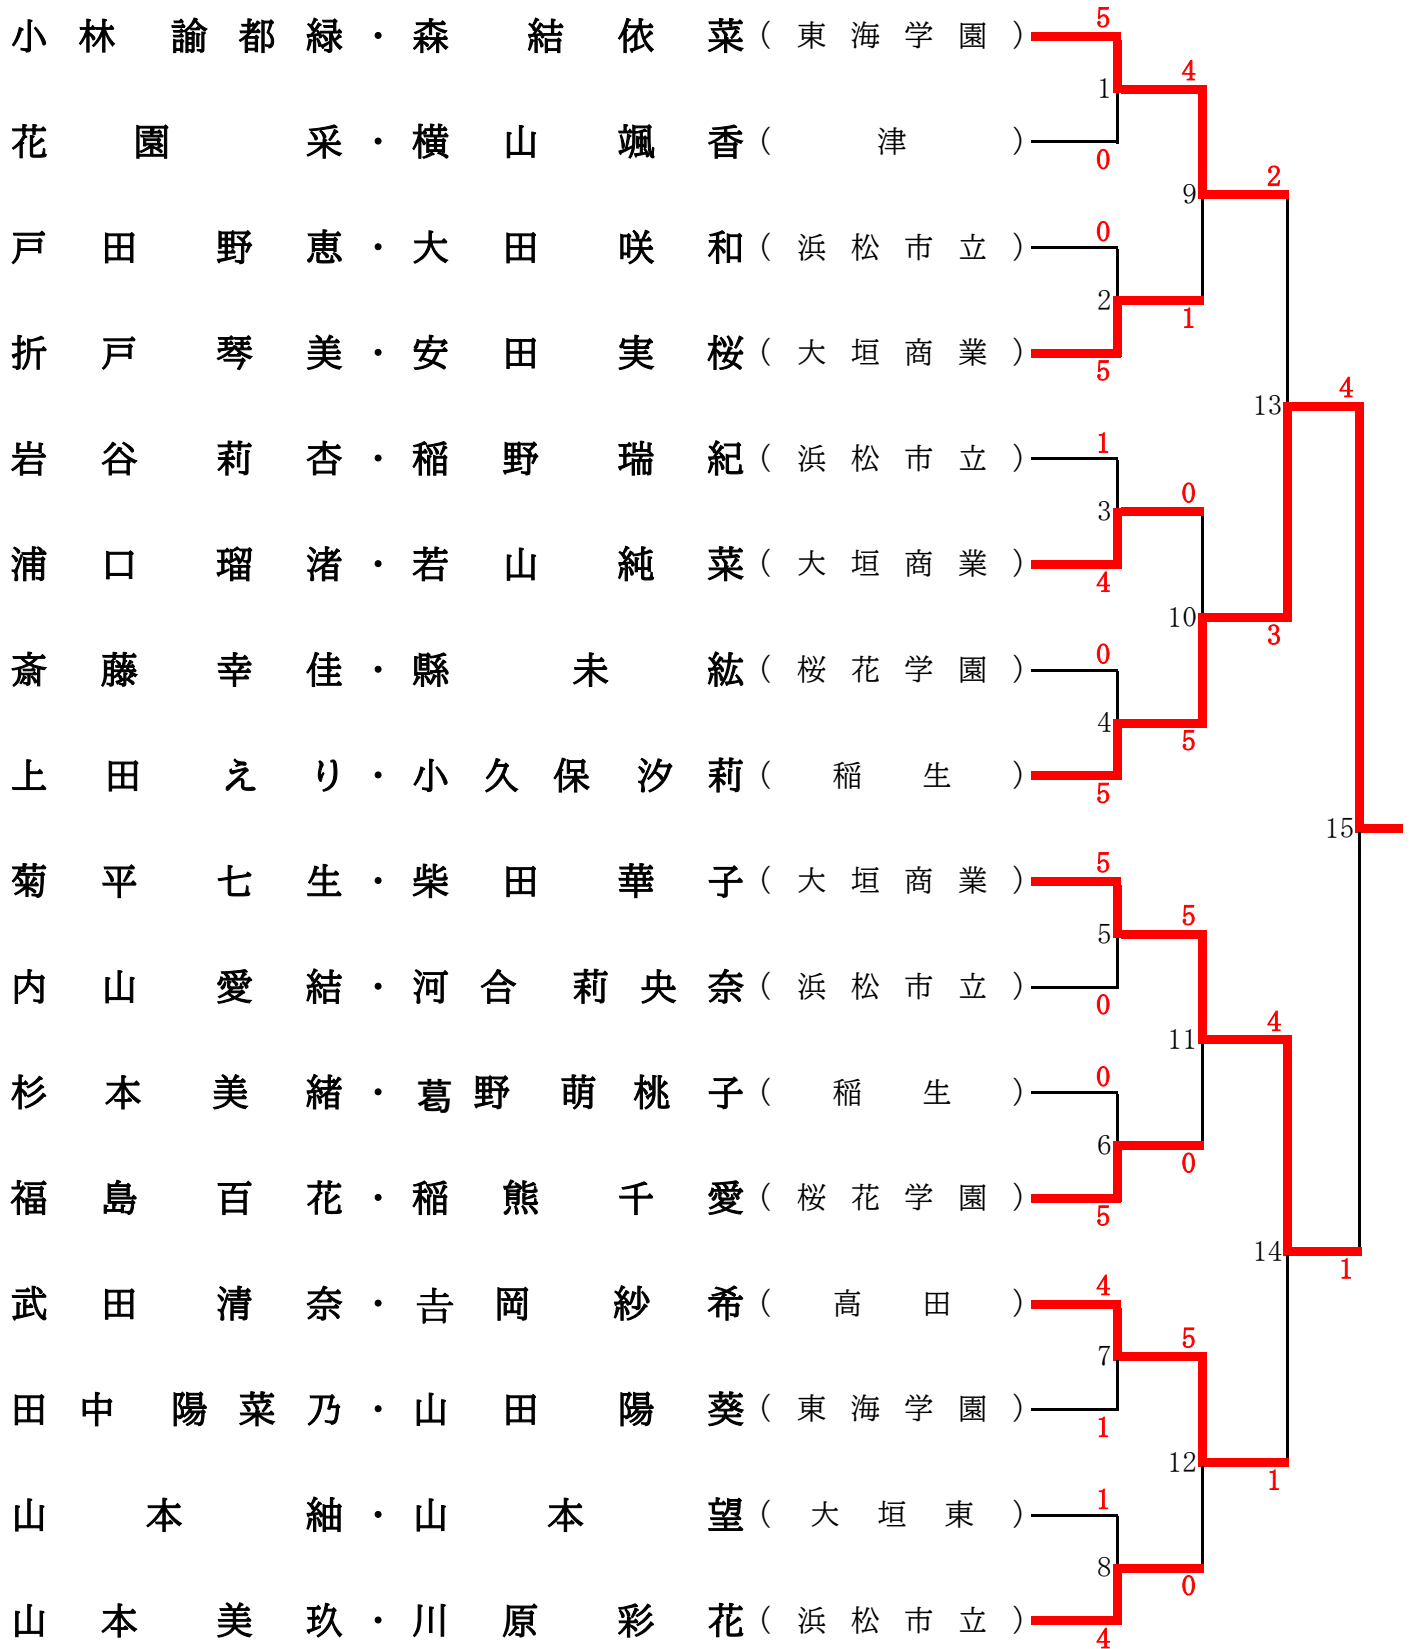 小林 諭都緑・森 結依菜(東海学園) 5
4
1
花園 采・横山 颯香(津) 0
9 2
戸田 野恵・大田 咲和(浜松市立) 0
2
1
折戸 琴美・安田 実桜(大垣商業) 5
13 4
岩谷 莉杏・稲野 瑞紀(浜松市立) 1
3 0
浦口 瑠渚・若山 純菜(大垣商業) 4
10 3
斎藤 幸佳・縣 未紘(桜花学園) 0
4 5
上田 えり・小久保 汐莉(稲生) 5
15
菊平 七生・柴田 華子(大垣商業) 5
5 5
内山 愛結・河合 莉央奈(浜松市立) 0
11 4
杉本 美緒・葛野 萌桃子(稲生) 0
6 0
福島 百花・稲熊 千愛(桜花学園) 5
14 1
武田 清奈・𠮷岡 紗希(高田) 4
7 5
田中 陽菜乃・山田 陽葵(東海学園) 1
12 1
山本 紬・山本 望(大垣東) 1
8 0
山本 美玖・川原 彩花(浜松市立) 4